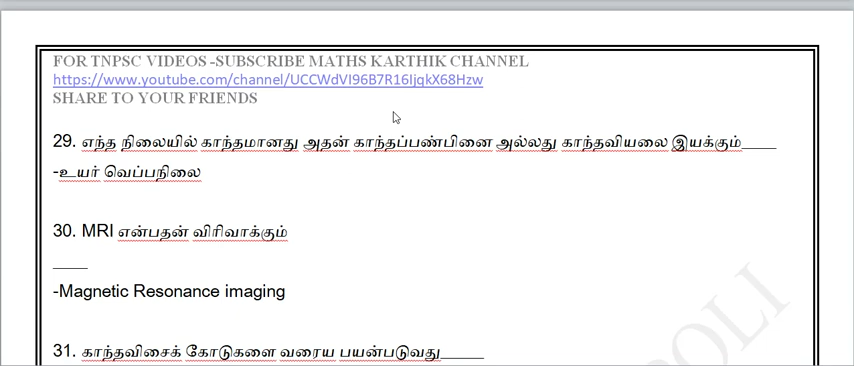 FOR TNPSC VIDEOS -SUBSCRIBE MATHS KARTHIK CHANNEL
https://www.youtube.com/channel/UCCWdVI96B7R16IjqkX68Hzw
SHARE TO YOUR FRIENDS
29. எந்த நிலையில் காந்தமானது அதன் காந்தப்பண்பினை அல்லது காந்தவியலை இயக்கும்____
-உயர் வெப்பநிலை
30. MRI என்பதன் விரிவாக்கும்
____
-Magnetic Resonance imaging
31. காந்தவிசைக் கோடுகளை வரைய பயன்படுவது_____